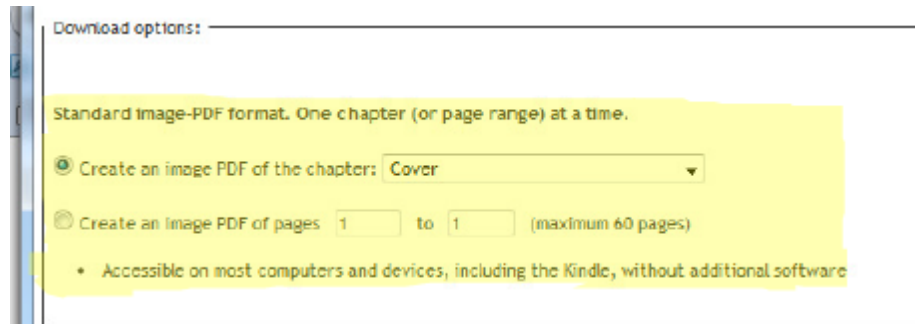 Download options:
Standard image-PDF format. One chapter (or page range) at a time.
Create an image PDF of the chapter: Cover
Create an image PDF of pages 1 to 1 (maximum 60 pages)
• Accessible on most computers and devices, including the Kindle, without additional software